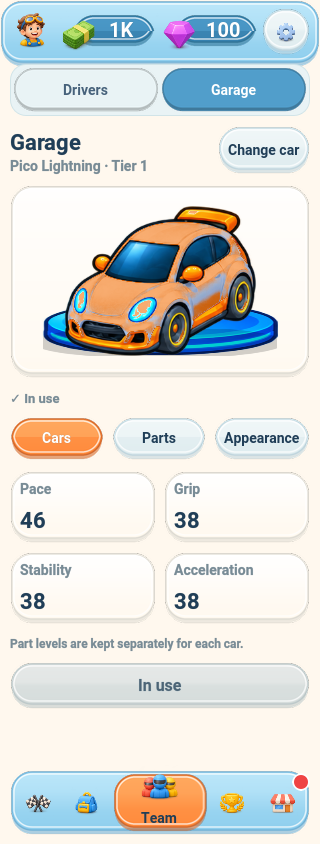 1K
100
Drivers
Garage
Garage
Pico Lightning · Tier 1
Change car
✓ In use
Cars
Parts
Appearance
Pace
46
Grip
38
Stability
38
Acceleration
38
Part levels are kept separately for each car.
In use
Team